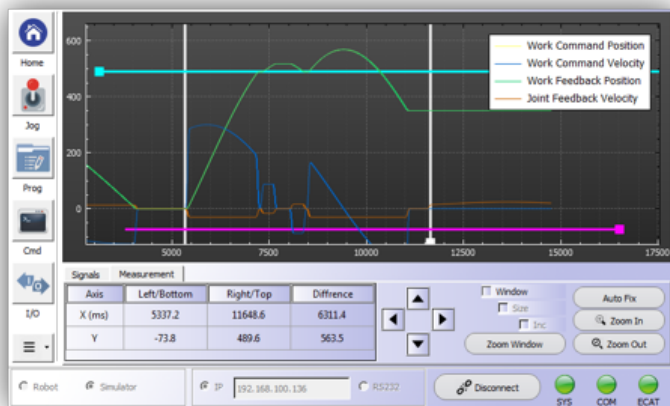 Home
Jog
Prog
Cmd
I/O
600
400
200
0
5000 7500 10000 12500 15000 17500
Work Command Position
Work Command Velocity
Work Feedback Position
Joint Feedback Velocity
Signals Measurement
Axis Left/Bottom Right/Top Diffrence
X (ms) 5337.2 11648.6 6311.4
Y -73.8 489.6 563.5
Window
Size
Inc
Zoom Window
Auto Fix
Zoom In
Zoom Out
Robot Simulator IP 192.168.100.136 RS232 Disconnect
SYS COM ECAT